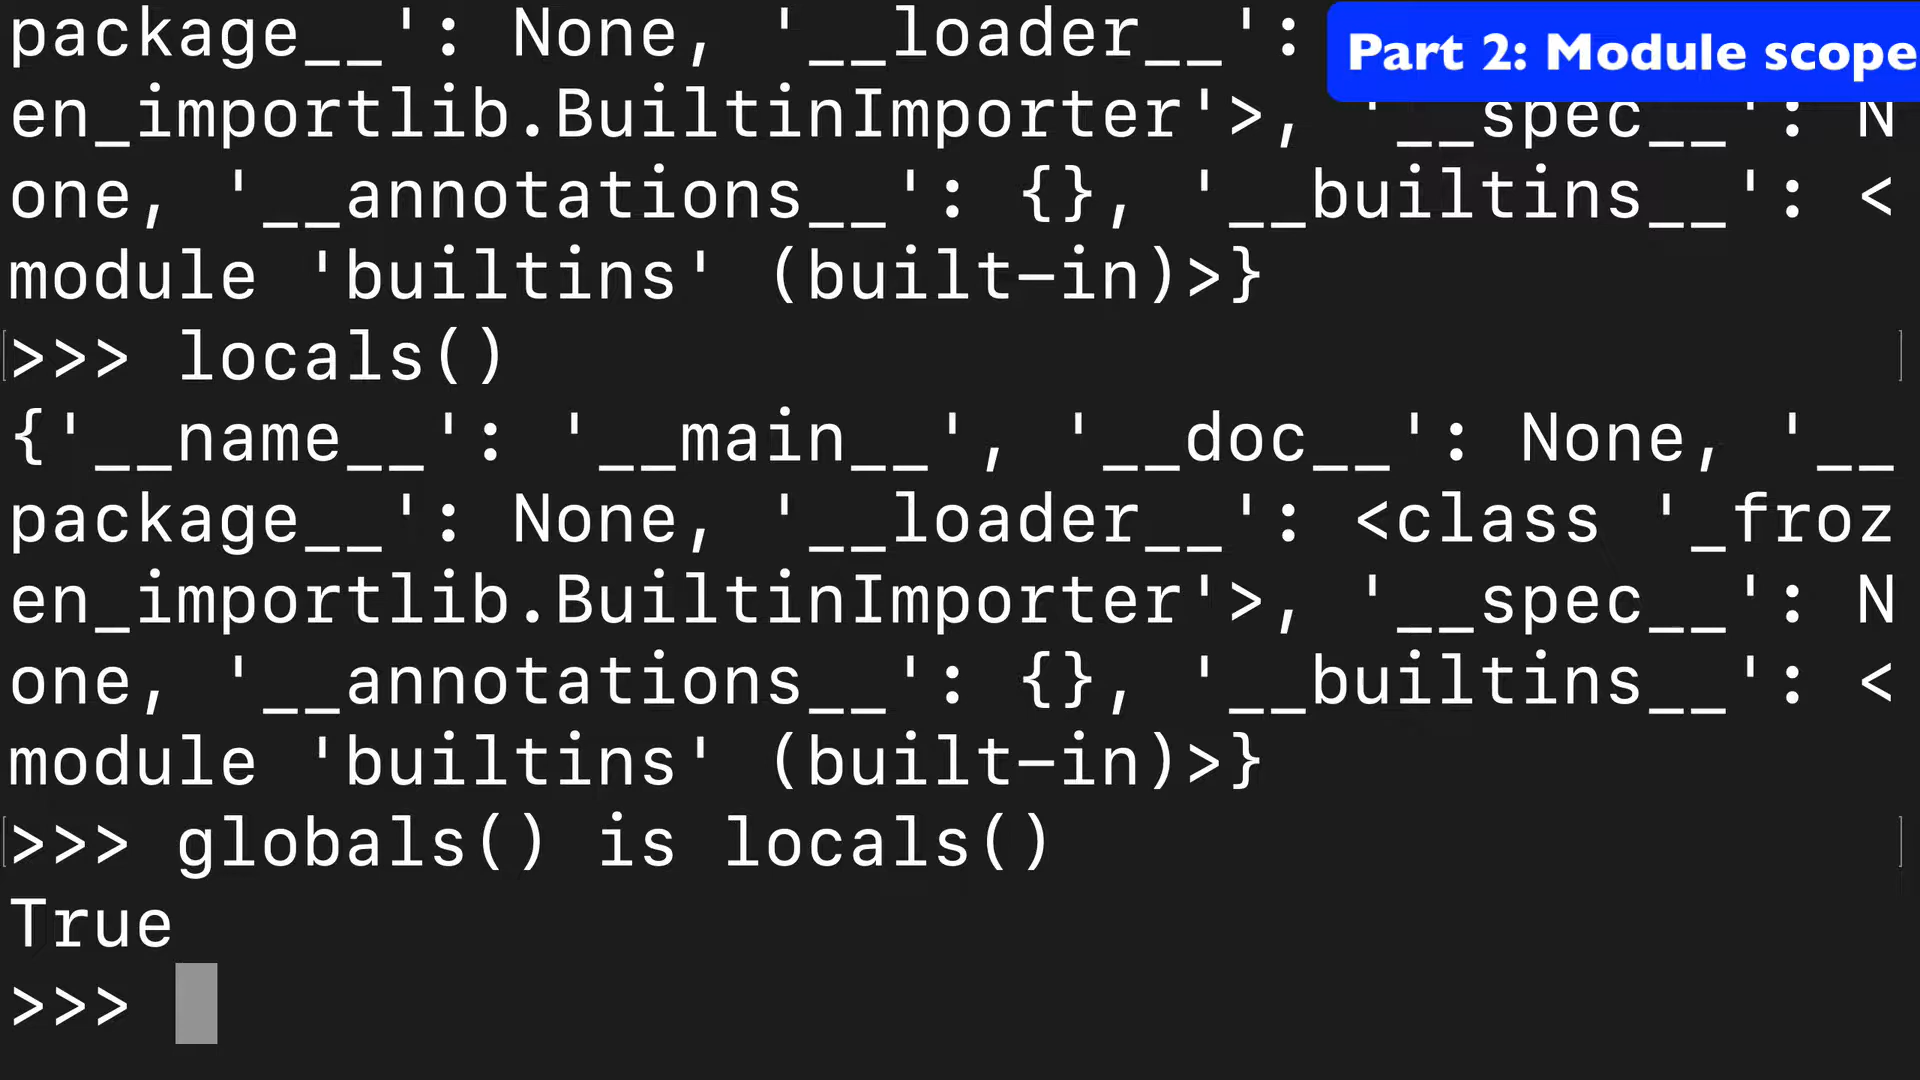 package__': None, '__loader__':
Part 2: Module scope
en_importlib.BuiltinImporter'>, '__spec__': N
one, '__annotations__': {}, '__builtins__': <
module 'builtins' (built-in)>}
>>> locals()
{'__name__': '__main__', '__doc__': None, '__
package__': None, '__loader__': <class '_froz
en_importlib.BuiltinImporter'>, '__spec__': N
one, '__annotations__': {}, '__builtins__': <
module 'builtins' (built-in)>}
>>> globals() is locals()
True
>>>